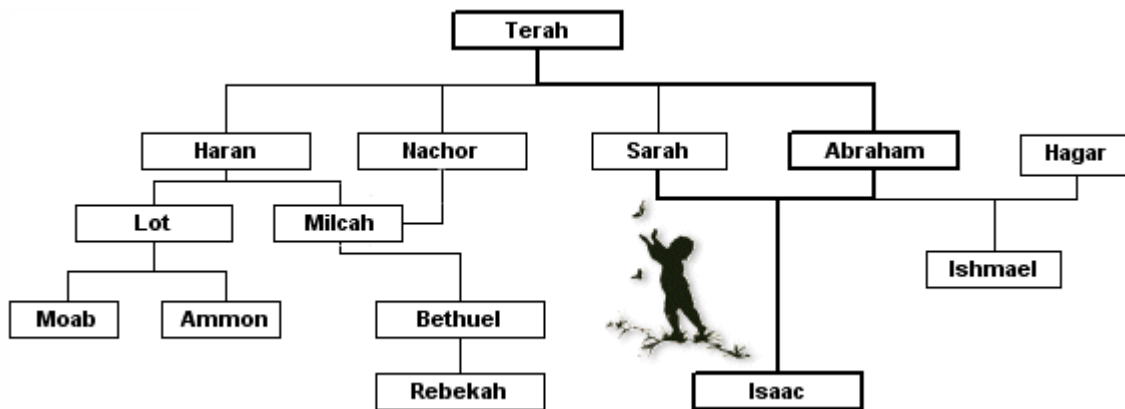 Terah
Haran
Nachor
Sarah
Abraham
Hagar
Lot
Milcah
Ishmael
Moab
Ammon
Bethuel
Rebekah
Isaac